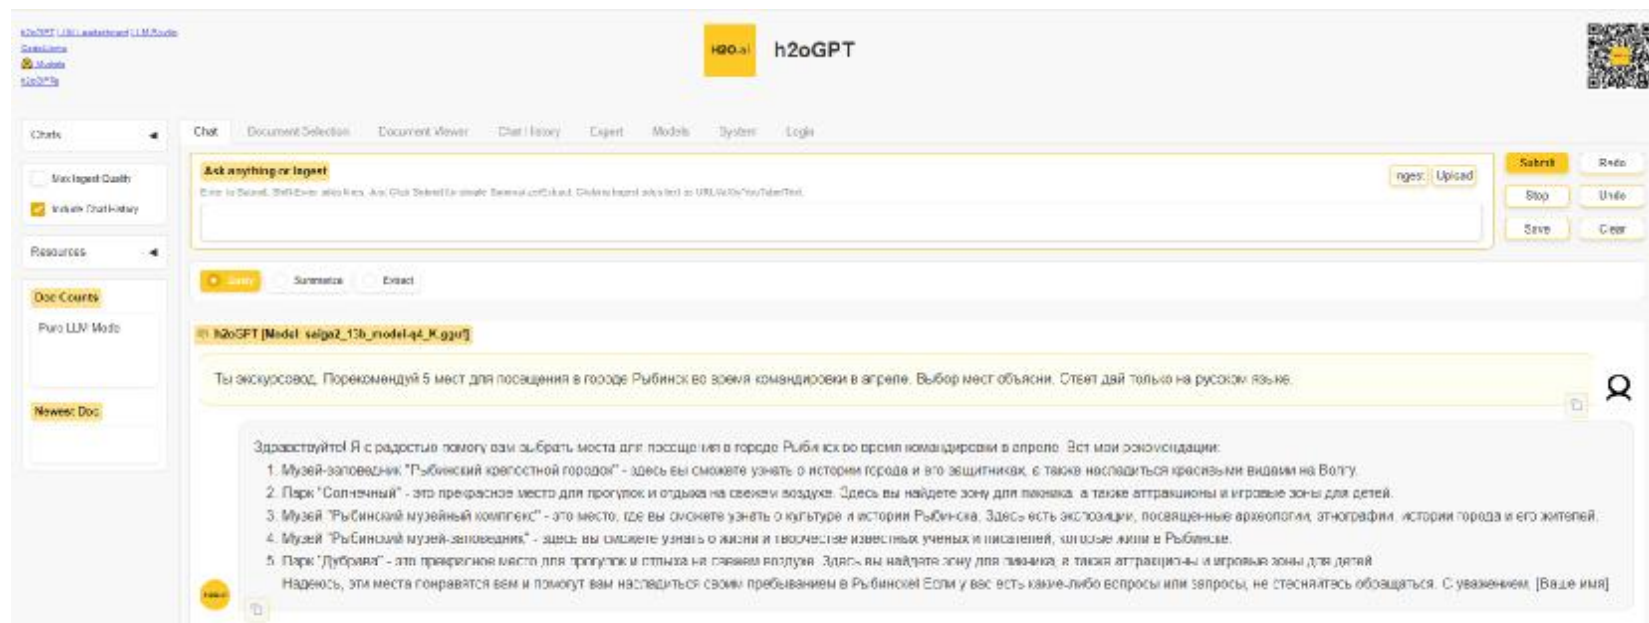 h2oGPT
H2O.ai
h2oGPT
Chats
Chat Document Selection Document Viewer Chat History Expert Models System Login
Max Ingest Quality
Include Chat History
Resources
Ask anything or Ingest
Upload
Submit Redo
Stop Undo
Save Clear
Summarize Extract
Doc Counts
Pure LLM Mode
Newest Doc
h2oGPT [Model: saiga2_13b_model-q4_K.gguf]
Ты экскурсовод. Порекомендуй 5 мест для посещения в городе Рыбинск во время командировки в апреле. Выбор мест объясни. Ответ дай только на русском языке.
Здравствуйте! Я с радостью помогу вам выбрать места для посещения в городе Рыбинск во время командировки в апреле. Вот мои рекомендации:
1. Музей-заповедник "Рыбинский крепостной городок" - здесь вы сможете узнать о истории города и его защитниках, а также насладиться красивыми видами на Волгу.
2. Парк "Солнечный" - это прекрасное место для прогулок и отдыха на свежем воздухе. Здесь вы найдете зону для пикника, а также аттракционы и игровые зоны для детей.
3. Музей "Рыбинский музейный комплекс" - это место, где вы сможете узнать о культуре и истории Рыбинска. Здесь есть экспозиции, посвященные археологии, этнографии, истории города и его жителей.
4. Музей "Рыбинский музей-заповедник" - здесь вы сможете узнать о жизни и творчестве известных ученых и писателей, которые жили в Рыбинске.
5. Парк "Дубрава" - это прекрасное место для прогулок и отдыха на свежем воздухе. Здесь вы найдете зону для пикника, а также аттракционы и игровые зоны для детей.
Надеюсь, эти места понравятся вам и помогут вам насладиться своим пребыванием в Рыбинске! Если у вас есть какие-либо вопросы или запросы, не стесняйтесь обращаться. С уважением, [Ваше имя]